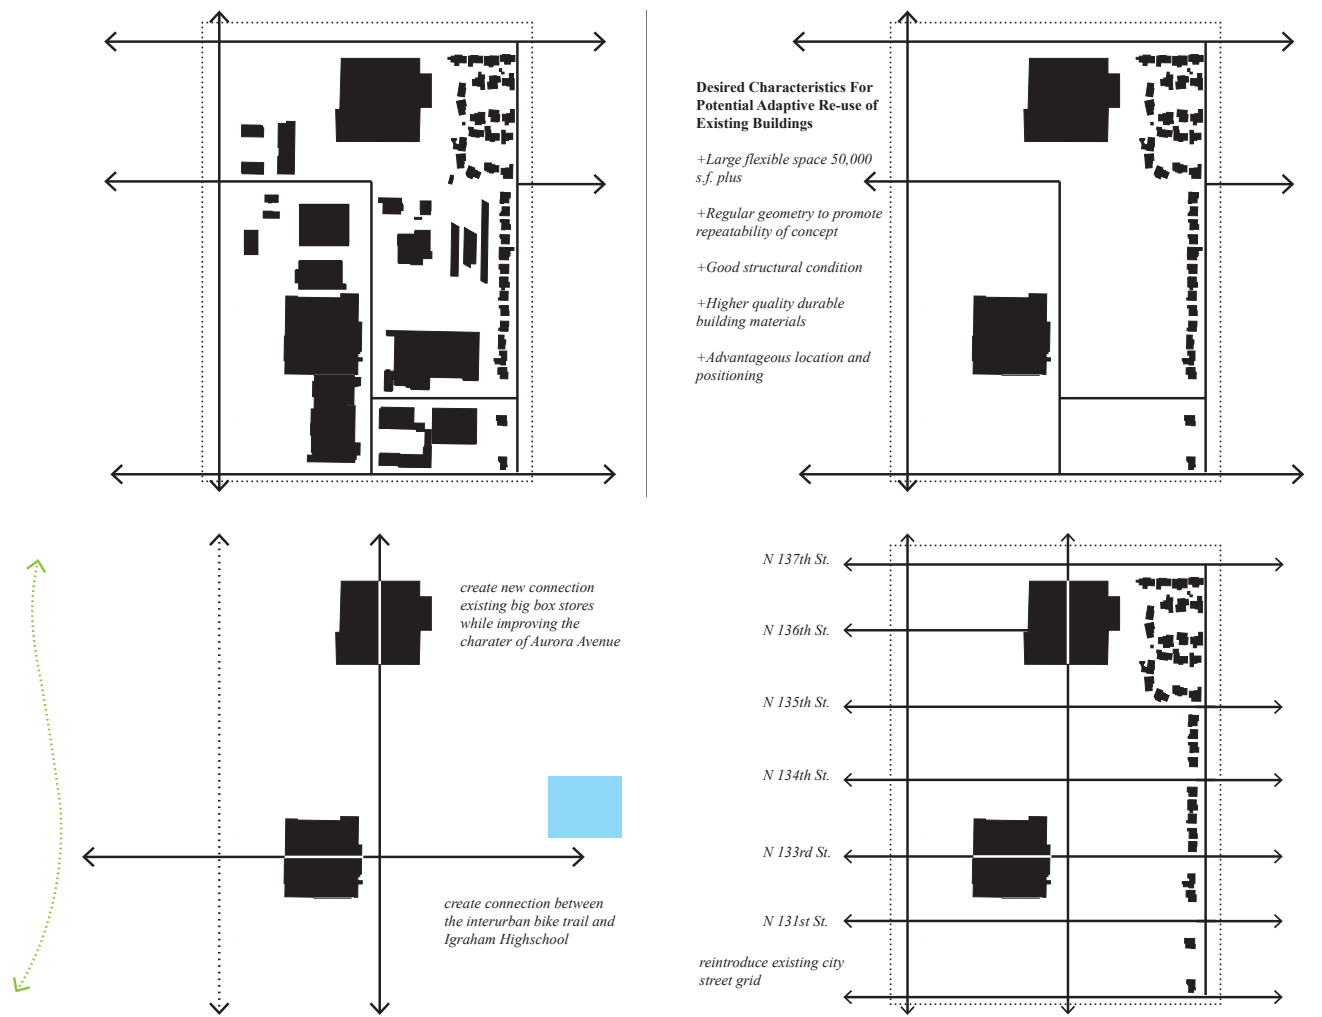 Desired Characteristics For
Potential Adaptive Re-use of
Existing Buildings
+Large flexible space 50,000
s.f. plus
+Regular geometry to promote
repeatability of concept
+Good structural condition
+Higher quality durable
building materials
+Advantageous location and
positioning
create new connection
existing big box stores
while improving the
charater of Aurora Avenue
create connection between
the interurban bike trail and
Igraham Highschool
N 137th St.
N 136th St.
N 135th St.
N 134th St.
N 133rd St.
N 131st St.
reintroduce existing city
street grid